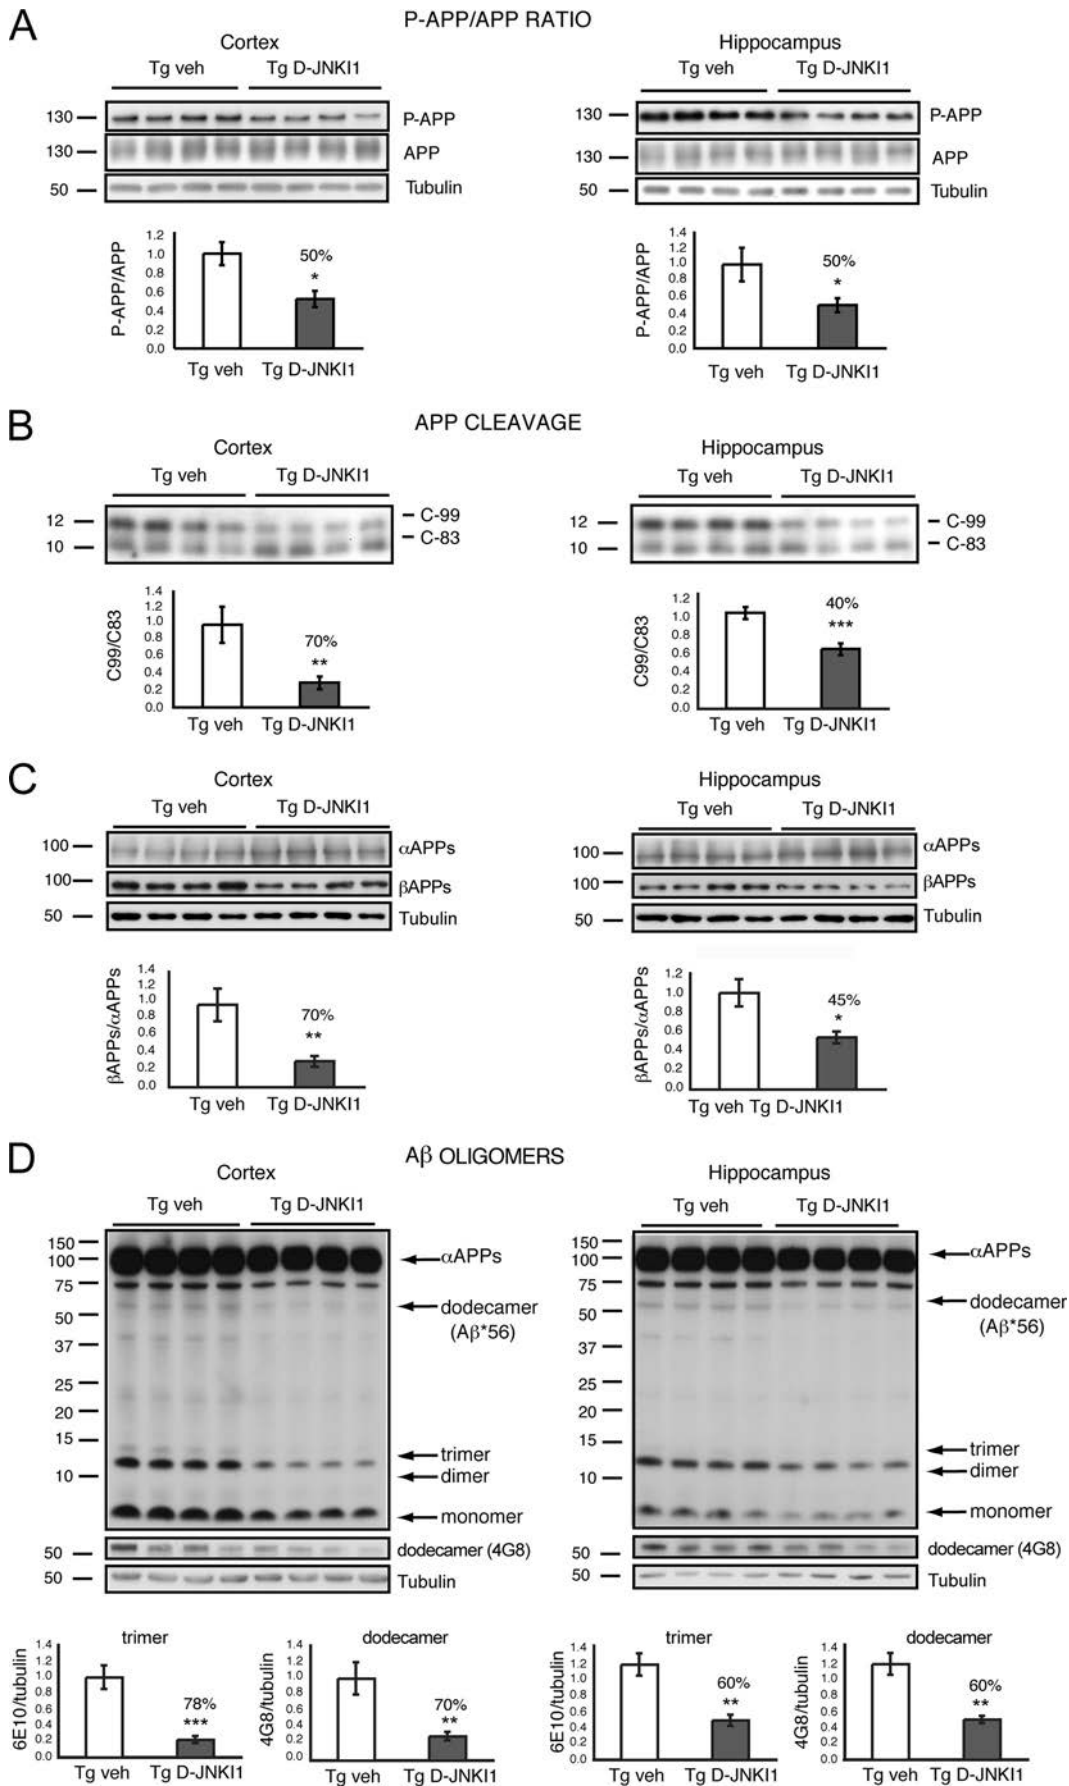 A
P-APP/APP RATIO
Cortex
Hippocampus
Tg veh Tg D-JNKI1
Tg veh Tg D-JNKI1
130 P-APP
130 APP
50 Tubulin
130 P-APP
130 APP
50 Tubulin
P-APP/APP
1.2
1.0
0.8
0.6
0.4
0.2
0.0
50%
*
Tg veh Tg D-JNKI1
P-APP/APP
1.4
1.2
1.0
0.8
0.6
0.4
0.2
0.0
50%
*
Tg veh Tg D-JNKI1
B
APP CLEAVAGE
Cortex
Hippocampus
Tg veh Tg D-JNKI1
Tg veh Tg D-JNKI1
12 C-99
10 C-83
12 C-99
10 C-83
C99/C83
1.4
1.2
1.0
0.8
0.6
0.4
0.2
0.0
70%
**
Tg veh Tg D-JNKI1
C99/C83
1.2
1.0
0.8
0.6
0.4
0.2
0.0
40%
***
Tg veh Tg D-JNKI1
C
Cortex
Hippocampus
Tg veh Tg D-JNKI1
Tg veh Tg D-JNKI1
100 αAPPs
100 βAPPs
50 Tubulin
100 αAPPs
100 βAPPs
50 Tubulin
βAPPs/αAPPs
1.4
1.2
1.0
0.8
0.6
0.4
0.2
0.0
70%
**
Tg veh Tg D-JNKI1
βAPPs/αAPPs
1.2
1.0
0.8
0.6
0.4
0.2
0.0
45%
*
Tg veh Tg D-JNKI1
D
Aβ OLIGOMERS
Cortex
Hippocampus
Tg veh Tg D-JNKI1
Tg veh Tg D-JNKI1
150
100 αAPPs
75
50 dodecamer
(Aβ*56)
37
25
20
15
trimer
10 dimer
monomer
50 dodecamer (4G8)
50 Tubulin
150
100 αAPPs
75
50 dodecamer
(Aβ*56)
37
25
20
15
trimer
10 dimer
monomer
50 dodecamer (4G8)
50 Tubulin
trimer
6E10/tubulin
1.4
1.2
1.0
0.8
0.6
0.4
0.2
0.0
78%
***
Tg veh Tg D-JNKI1
dodecamer
4G8/tubulin
1.4
1.2
1.0
0.8
0.6
0.4
0.2
0.0
70%
**
Tg veh Tg D-JNKI1
trimer
6E10/tubulin
1.4
1.2
1.0
0.8
0.6
0.4
0.2
0.0
60%
**
Tg veh Tg D-JNKI1
dodecamer
4G8/tubulin
1.4
1.2
1.0
0.8
0.6
0.4
0.2
0.0
60%
**
Tg veh Tg D-JNKI1